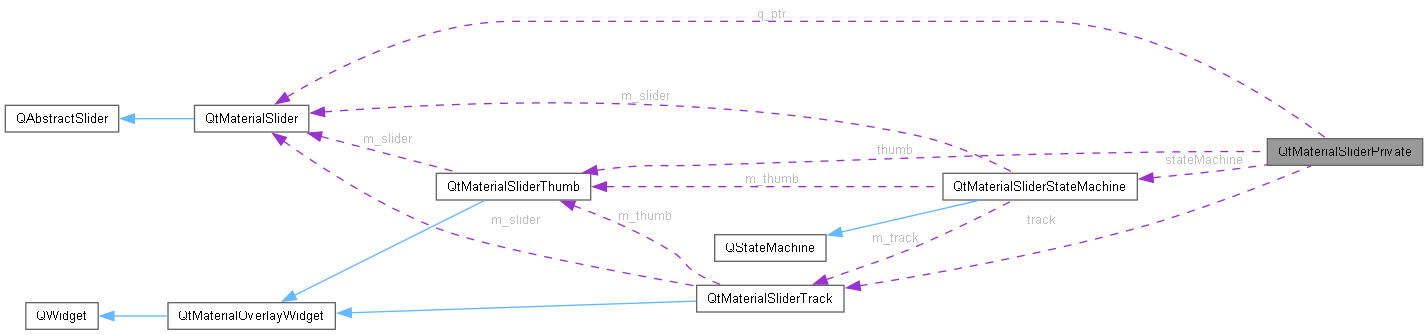 q_ptr
m_slider
QAbstractSlider
QtMaterialSlider
m_slider
thumb
QtMaterialSliderPrivate
stateMachine
QtMaterialSliderThumb
m_thumb
QtMaterialSliderStateMachine
m_slider
m_thumb
track
m_track
QStateMachine
QtMaterialSliderTrack
QWidget
QtMaterialOverlayWidget